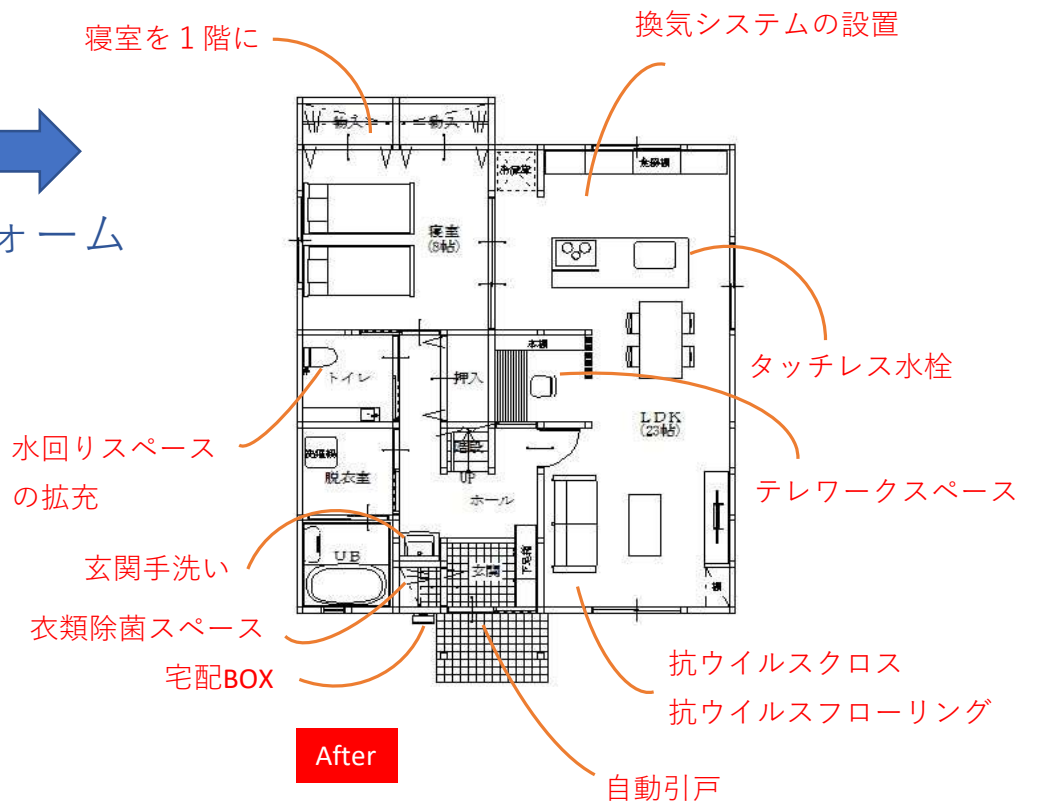 寝室を１階に
換気システムの設置
物入
物入
冷蔵庫
食器棚
ォーム
寝室
(8帖)
タッチレス水栓
本棚
トイレ
押入
LDK
(23帖)
水回りスペース
の拡充
洗濯機
脱衣室
階段
UP
ホール
テレワークスペース
UB
玄関手洗い
玄関
下足箱
棚
衣類除菌スペース
宅配BOX
抗ウイルスクロス
抗ウイルスフローリング
After
自動引戸